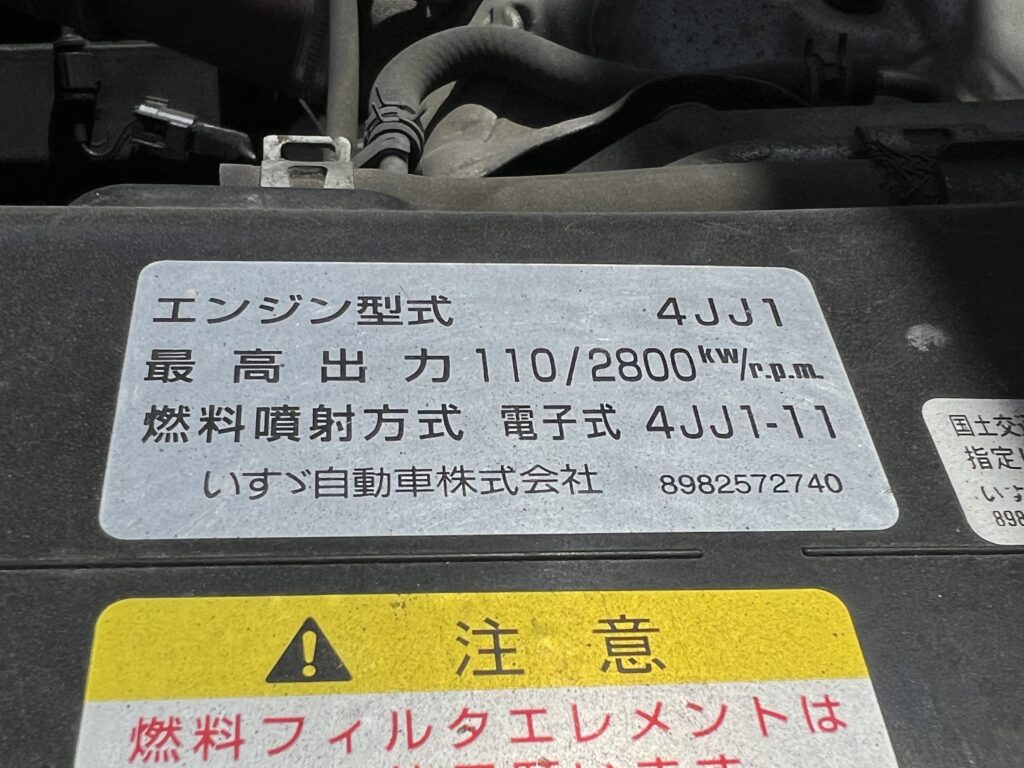 エンジン型式 4JJ1
最高出力 110/2800kw/r.p.m.
燃料噴射方式 電子式 4JJ1-11
いすゞ自動車株式会社 8982572740
国土交
指定
いすゞ
898
注意
燃料フィルタエレメントは